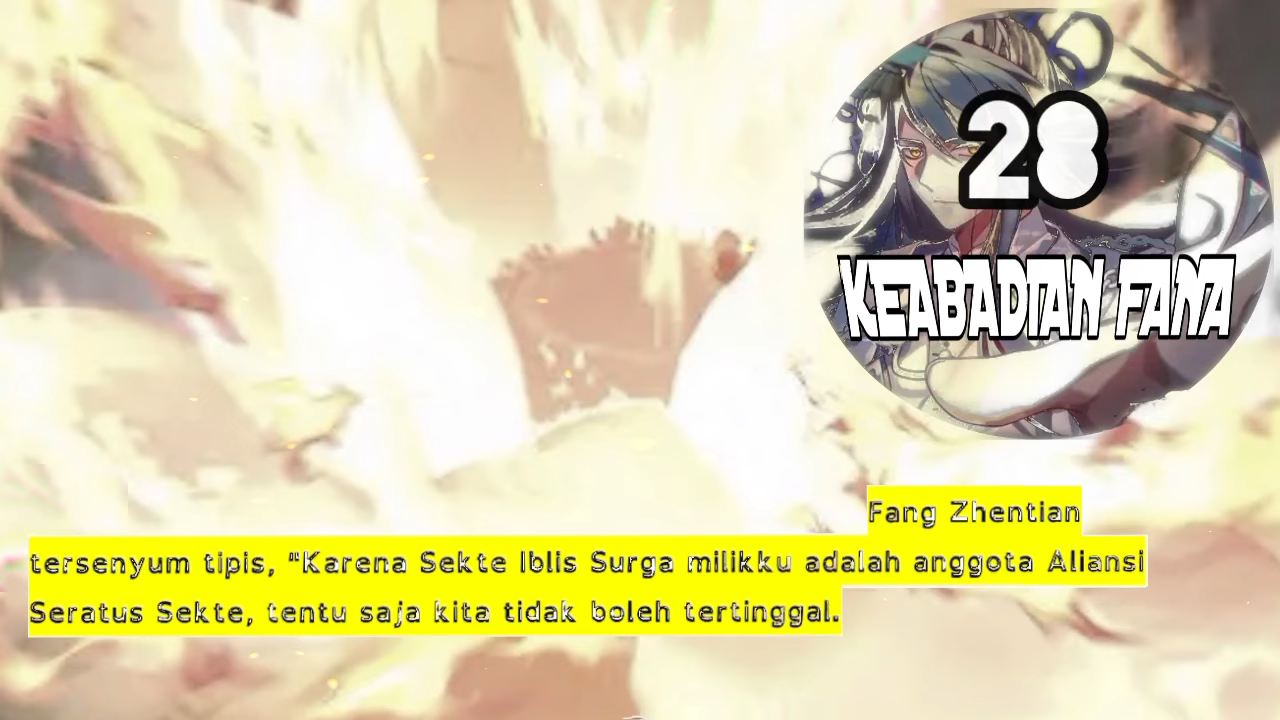 28
KEABADIAN FANA
Fang Zhentian
tersenyum tipis, "Karena Sekte Iblis Surga milikku adalah anggota Aliansi
Seratus Sekte, tentu saja kita tidak boleh tertinggal.